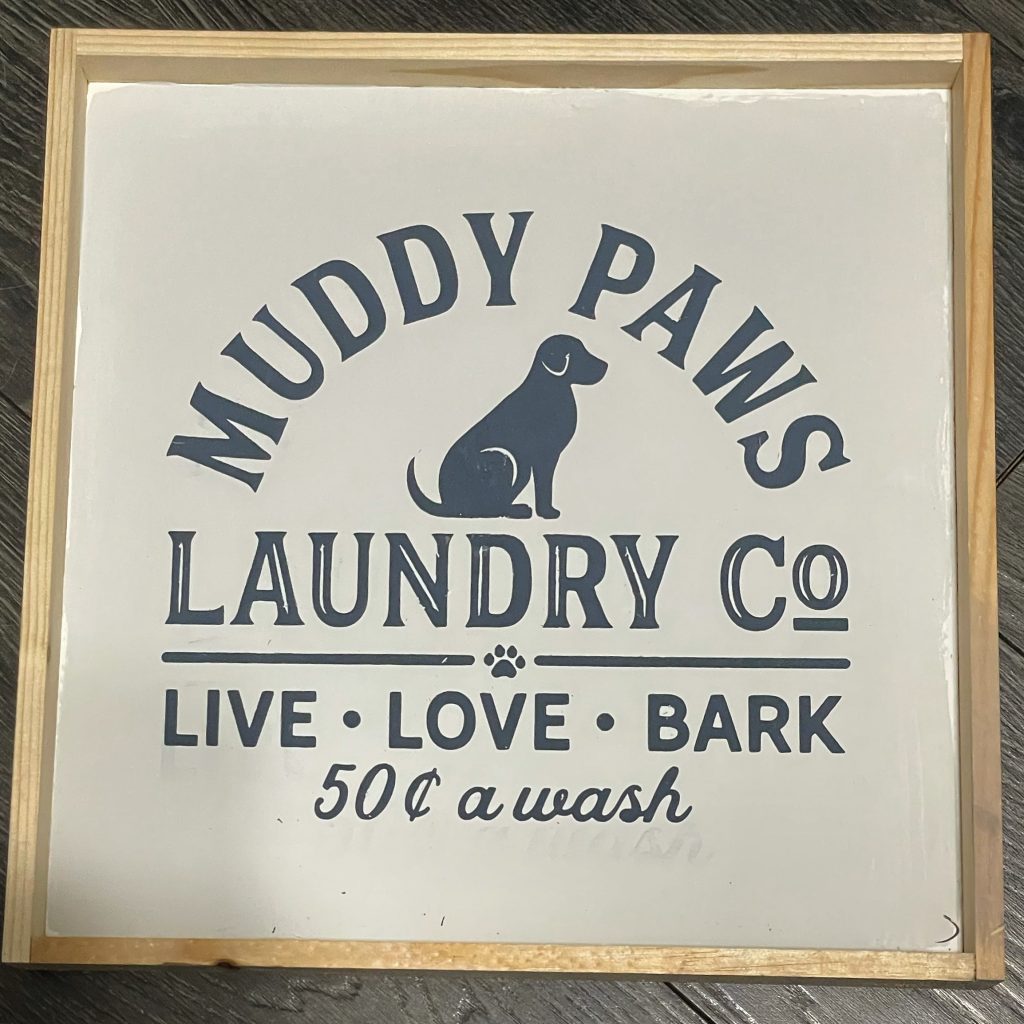 MUDDY PAWS
LAUNDRY CO
LIVE • LOVE • BARK
50¢ a wash